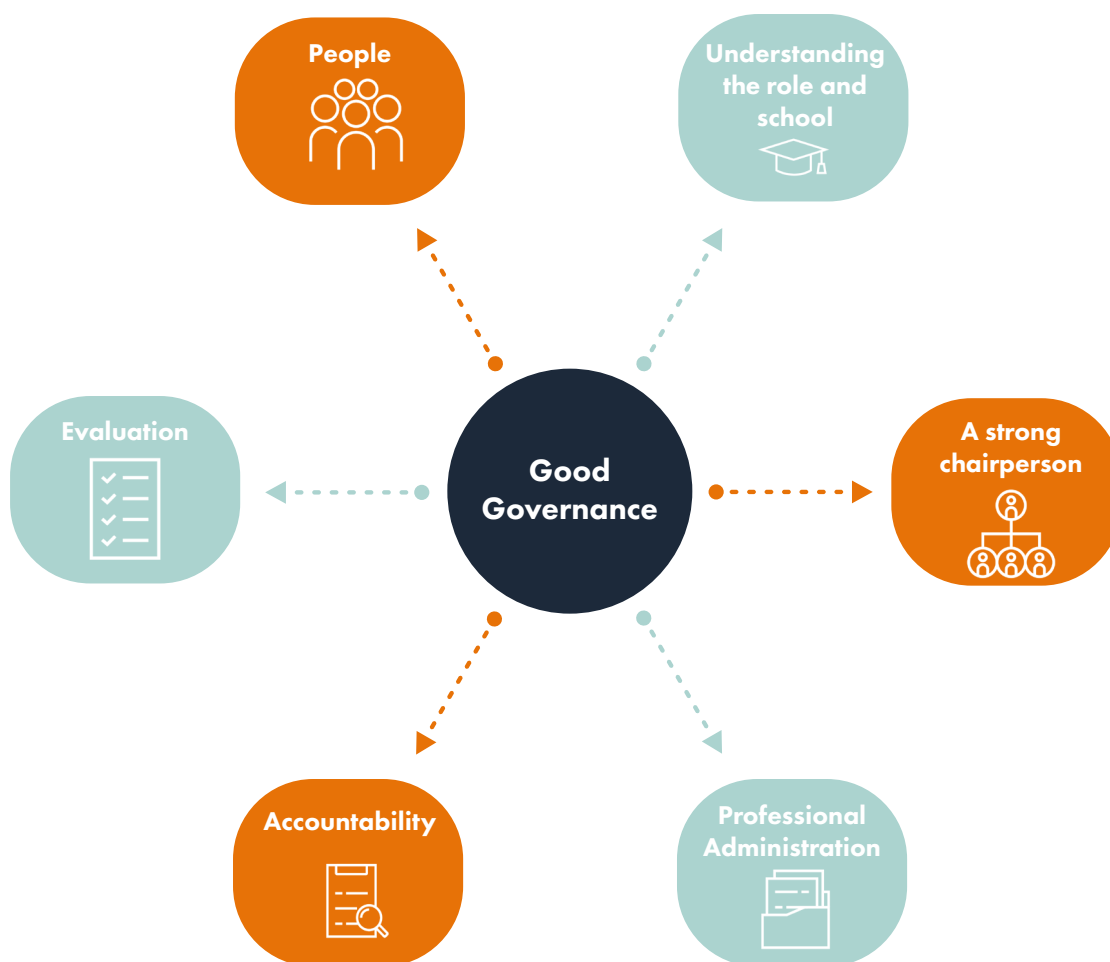 People
Understanding
the role and
school
Evaluation
Good
Governance
A strong
chairperson
Accountability
Professional
Administration